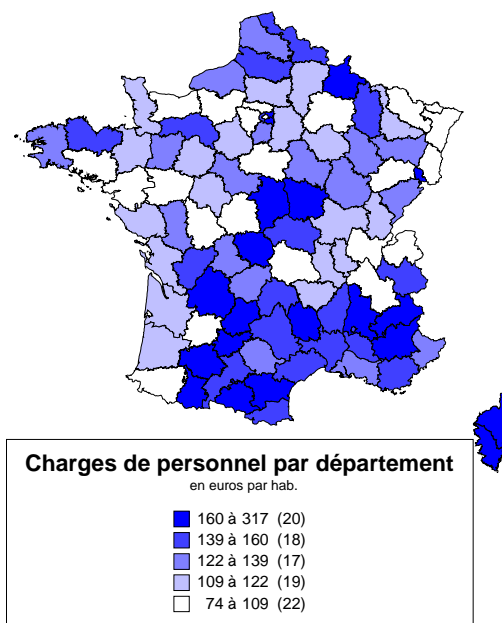 Charges de personnel par département
en euros par hab.
160 à 317 (20)
139 à 160 (18)
122 à 139 (17)
109 à 122 (19)
74 à 109 (22)